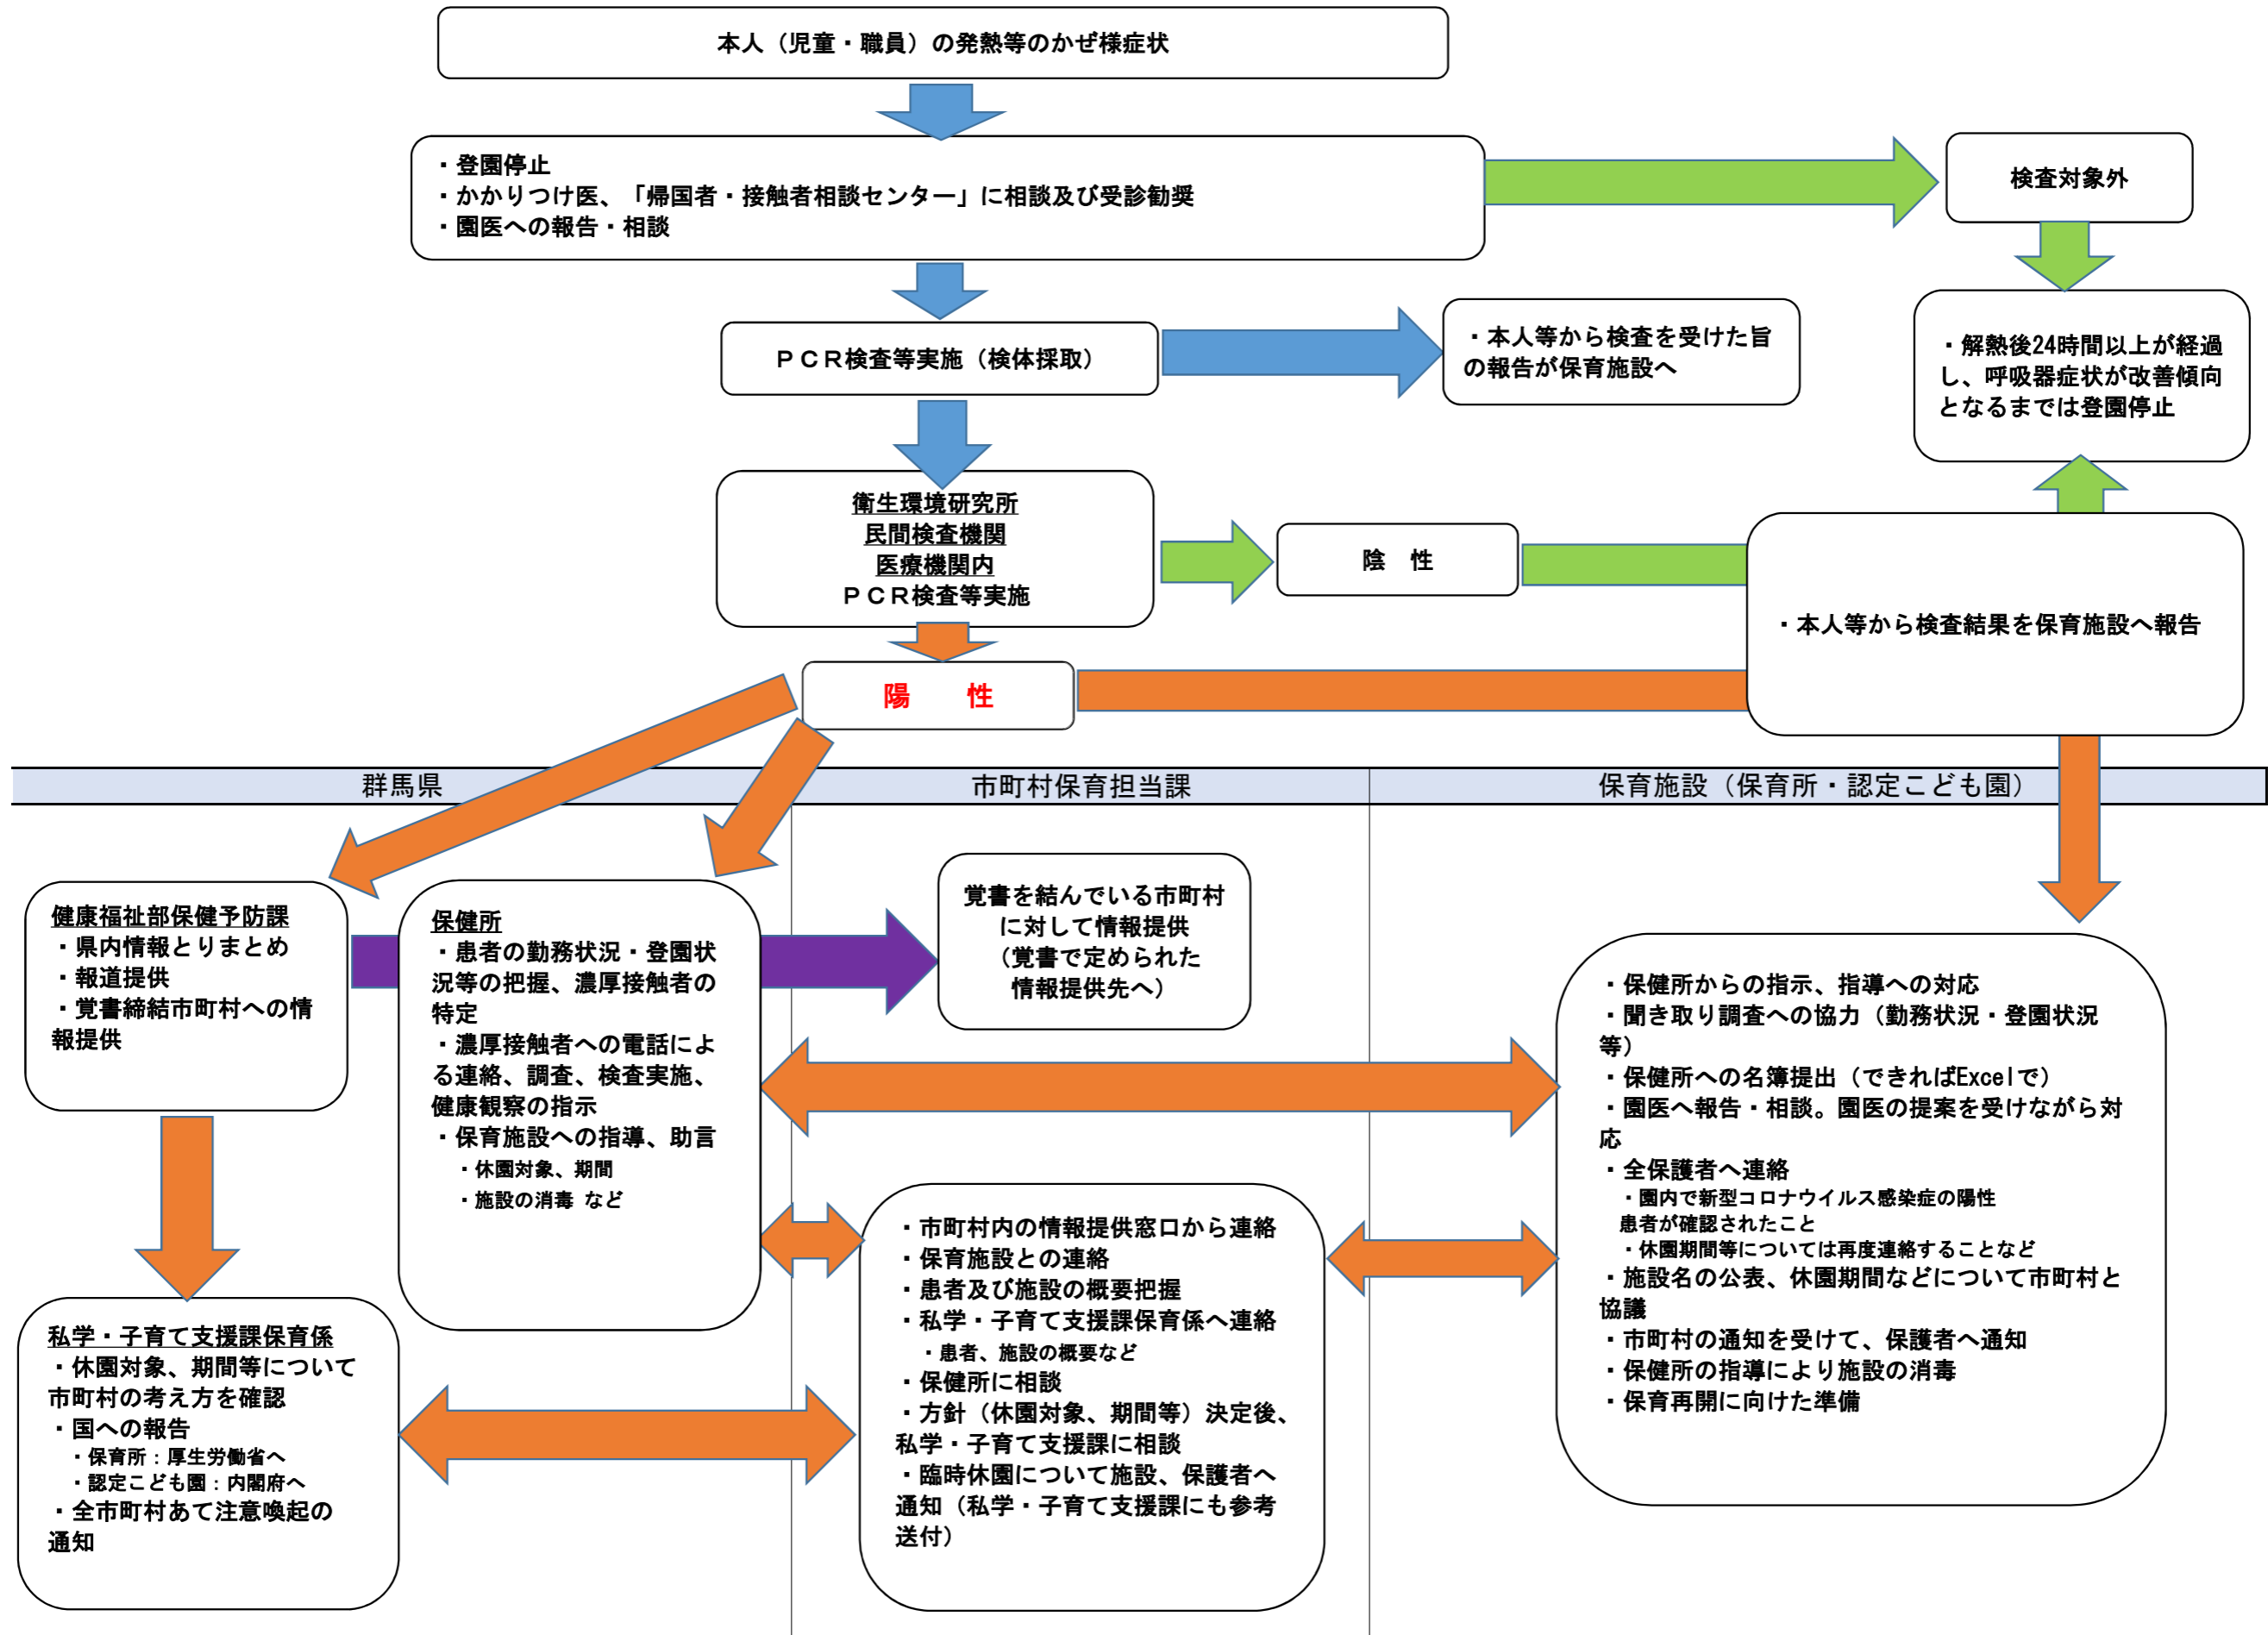 本人（児童・職員）の発熱等のかぜ様症状
・登園停止
・かかりつけ医、「帰国者・接触者相談センター」に相談及び受診勧奨
・園医への報告・相談
検査対象外
ＰＣＲ検査等実施（検体採取）
・本人等から検査を受けた旨
の報告が保育施設へ
・解熱後24時間以上が経過
し、呼吸器症状が改善傾向
となるまでは登園停止
衛生環境研究所
民間検査機関
医療機関内
ＰＣＲ検査等実施
陰　性
・本人等から検査結果を保育施設へ報告
陽　　性
群馬県
市町村保育担当課
保育施設（保育所・認定こども園）
健康福祉部保健予防課
・県内情報とりまとめ
・報道提供
・覚書締結市町村への情
報提供
保健所
・患者の勤務状況・登園状
況等の把握、濃厚接触者の
特定
・濃厚接触者への電話によ
る連絡、調査、検査実施、
健康観察の指示
・保育施設への指導、助言
・休園対象、期間
・施設の消毒 など
覚書を結んでいる市町村
に対して情報提供
（覚書で定められた
情報提供先へ）
・保健所からの指示、指導への対応
・聞き取り調査への協力（勤務状況・登園状況
等）
・保健所への名簿提出（できればExcelで）
・園医へ報告・相談。園医の提案を受けながら対
応
・全保護者へ連絡
・園内で新型コロナウイルス感染症の陽性
患者が確認されたこと
・休園期間等については再度連絡することなど
・施設名の公表、休園期間などについて市町村と
協議
・市町村の通知を受けて、保護者へ通知
・保健所の指導により施設の消毒
・保育再開に向けた準備
・市町村内の情報提供窓口から連絡
・保育施設との連絡
・患者及び施設の概要把握
・私学・子育て支援課保育係へ連絡
・患者、施設の概要など
・保健所に相談
・方針（休園対象、期間等）決定後、
私学・子育て支援課に相談
・臨時休園について施設、保護者へ
通知（私学・子育て支援課にも参考
送付）
私学・子育て支援課保育係
・休園対象、期間等について
市町村の考え方を確認
・国への報告
・保育所：厚生労働省へ
・認定こども園：内閣府へ
・全市町村あて注意喚起の
通知